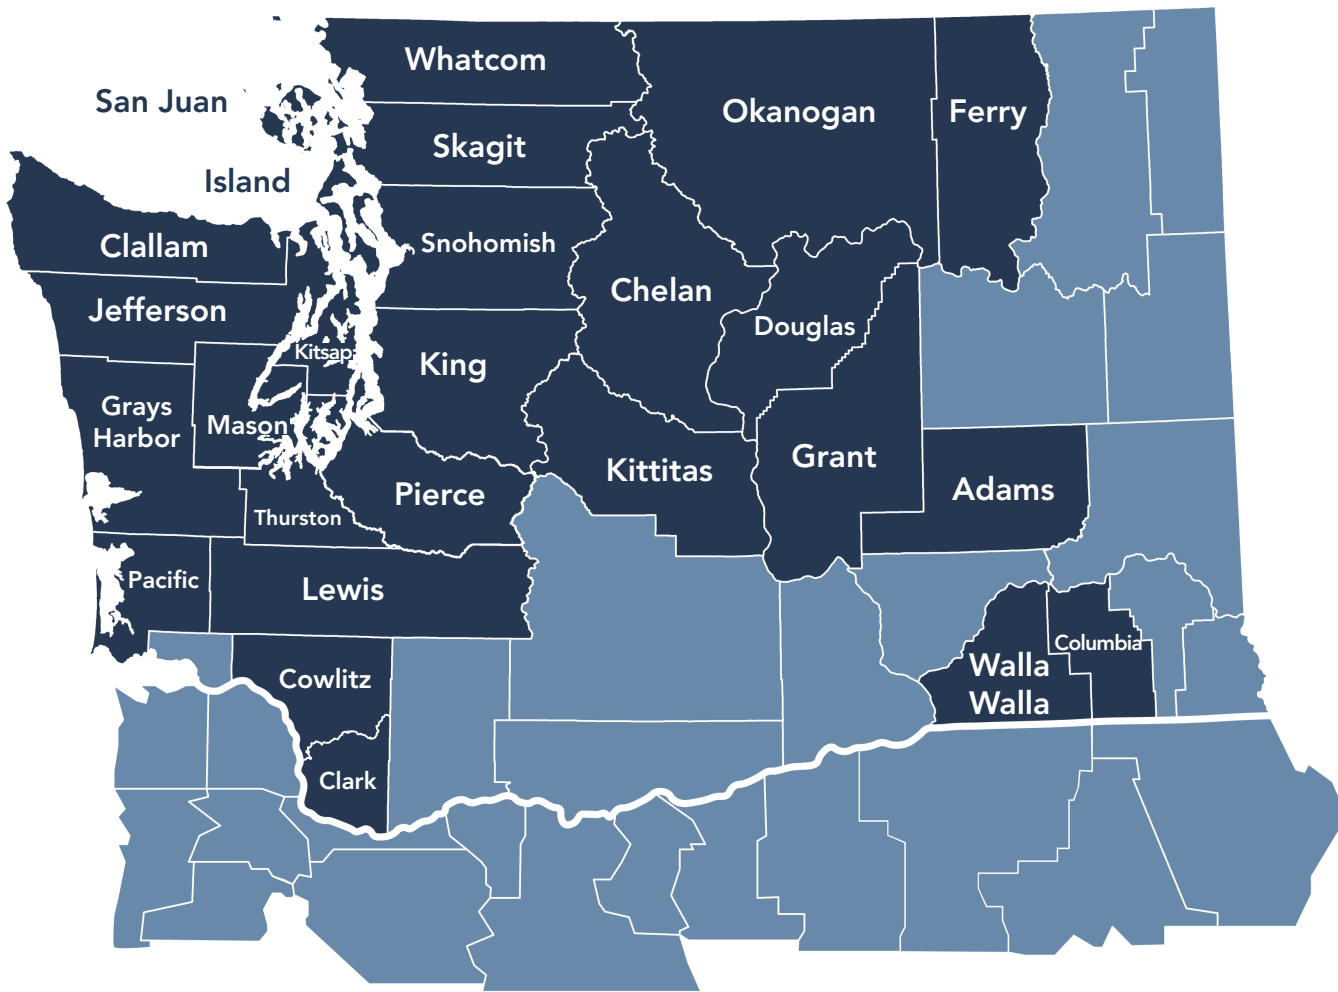 Whatcom
San Juan
Okanogan
Ferry
Skagit
Island
Clallam
Snohomish
Chelan
Jefferson
Douglas
Kitsap
King
Grays
Harbor
Mason
Grant
Kittitas
Adams
Pierce
Thurston
Pacific
Lewis
Columbia
Walla
Walla
Cowlitz
Clark